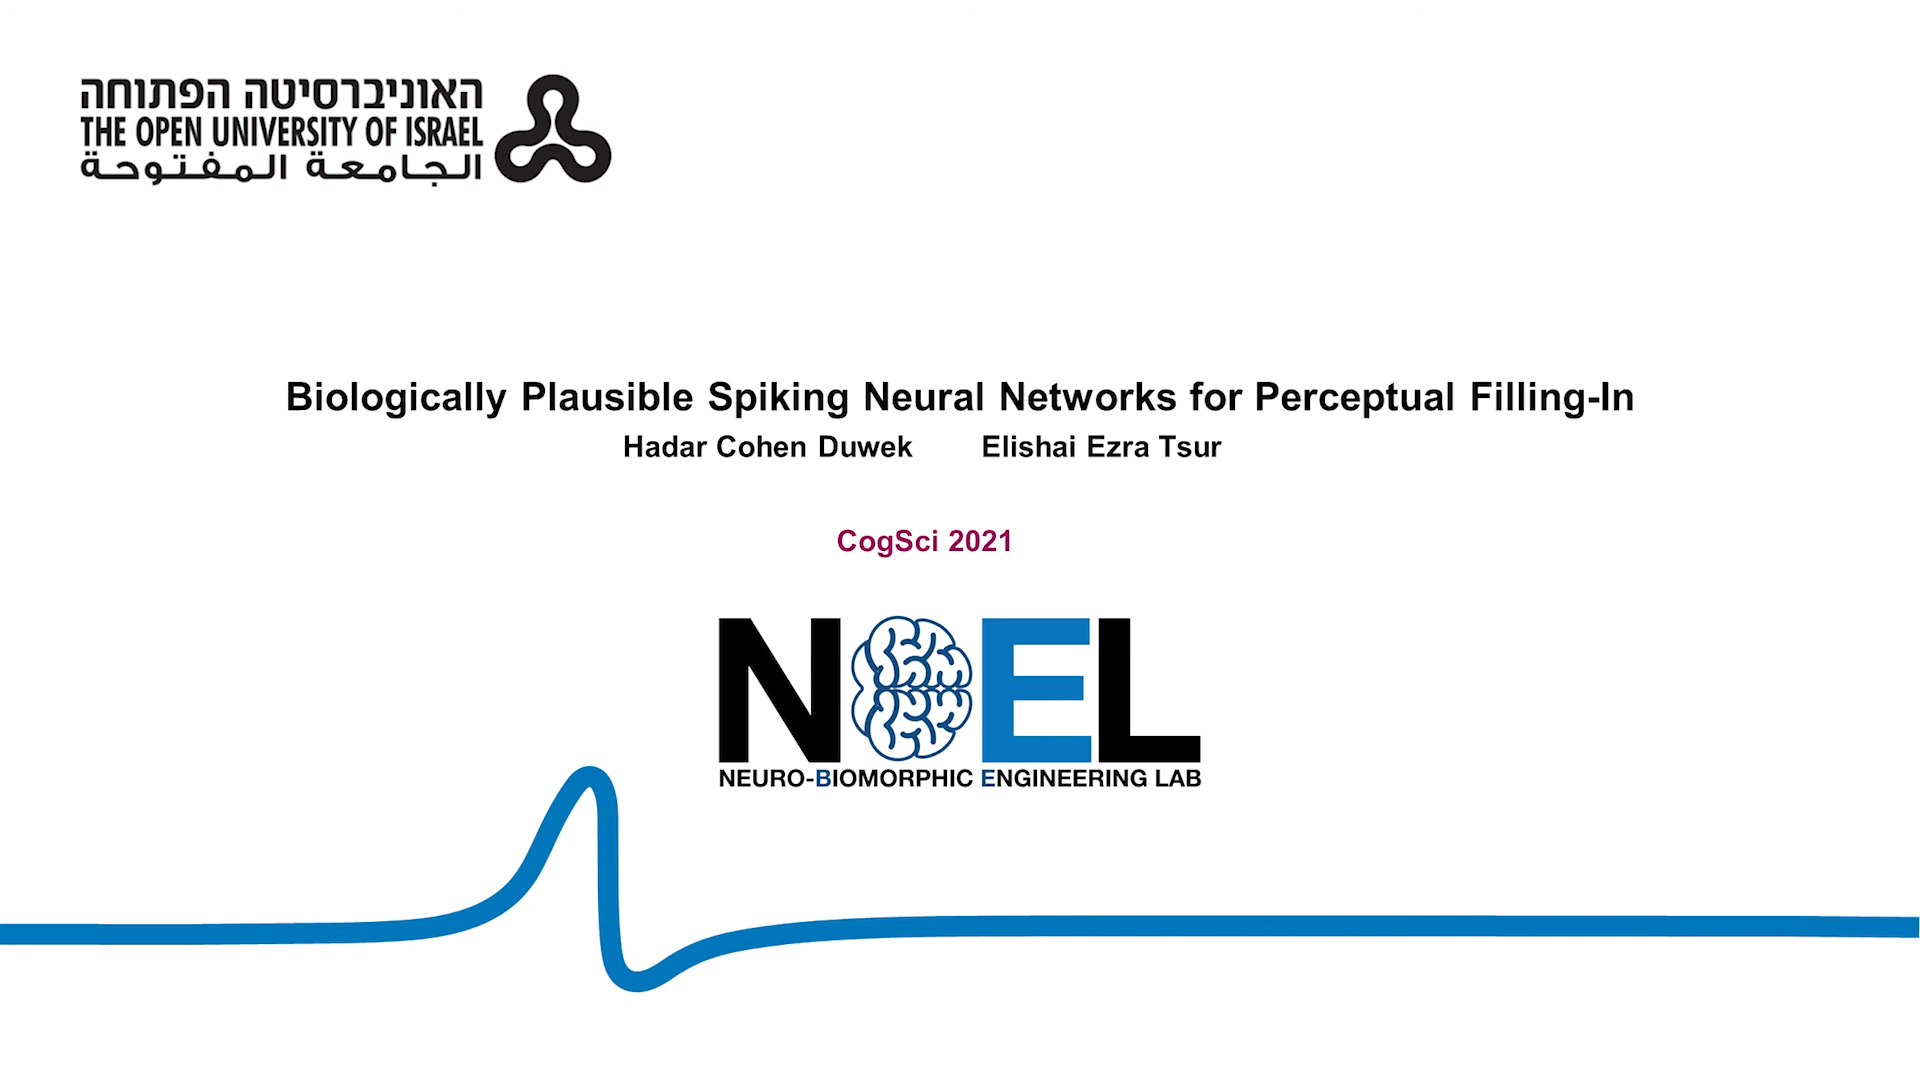 האוניברסיטה הפתוחה
THE OPEN UNIVERSITY OF ISRAEL
الجامعة المفتوحة
Biologically Plausible Spiking Neural Networks for Perceptual Filling-In
Hadar Cohen Duwek Elishai Ezra Tsur
CogSci 2021
NOEL
NEURO-BIOMORPHIC ENGINEERING LAB